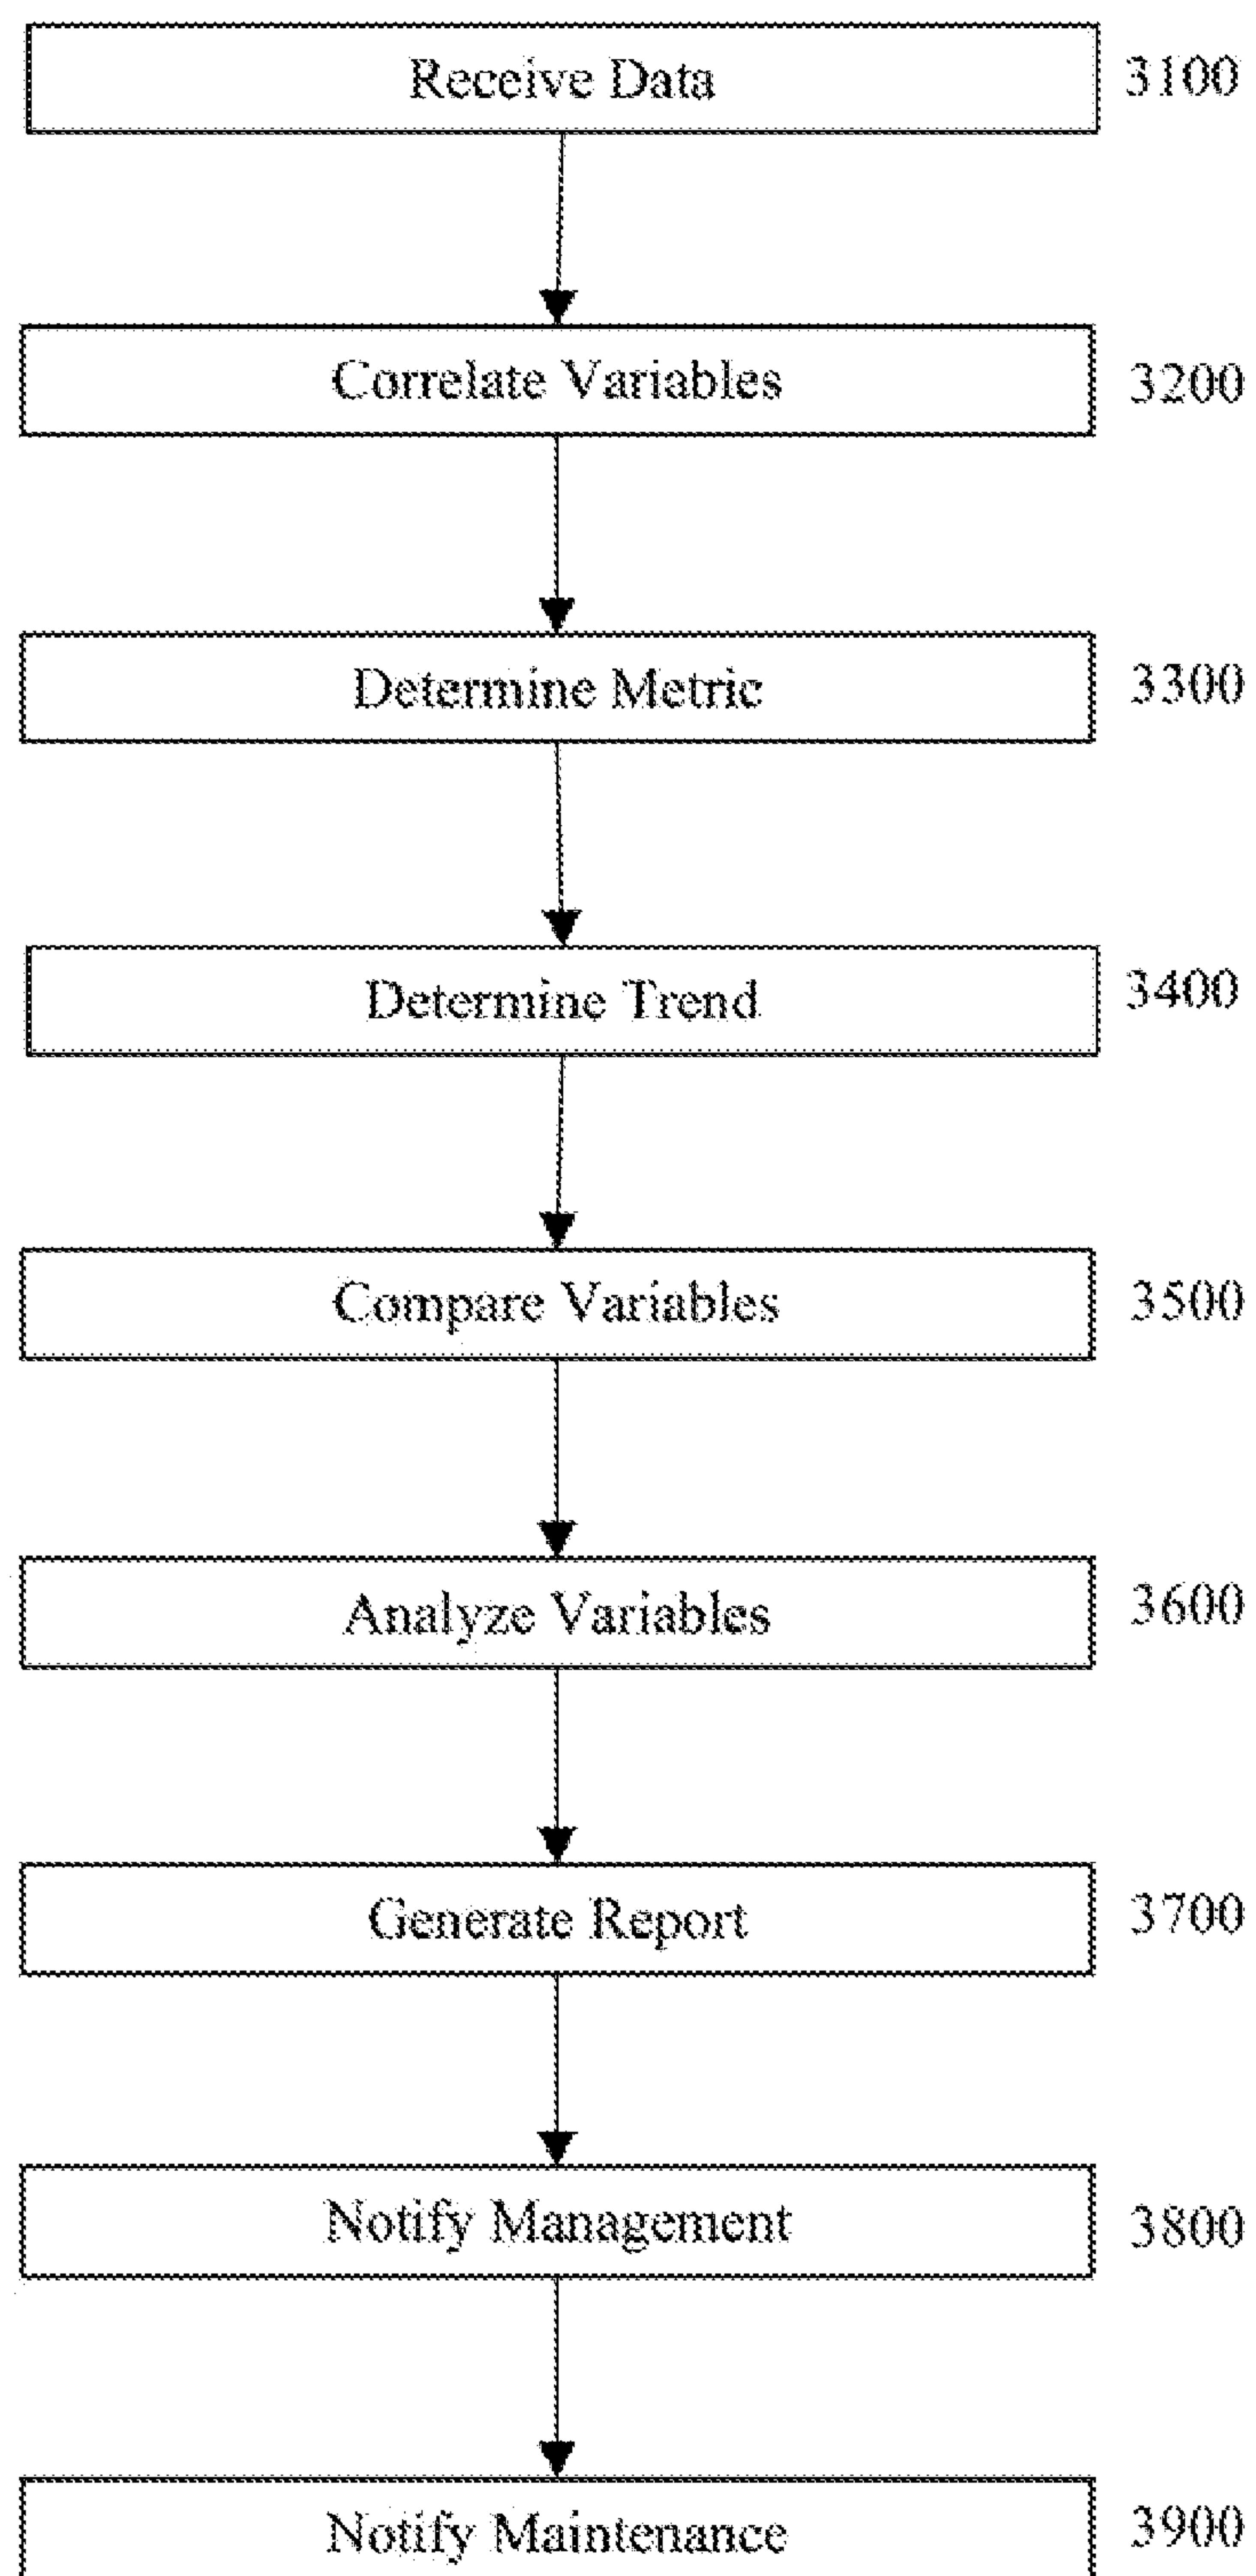 Receive Data 3100
Correlate Variables 3200
Determine Metric 3300
Determine Trend 3400
Compare Variables 3500
Analyze Variables 3600
Generate Report 3700
Notify Management 3800
Notify Maintenance 3900